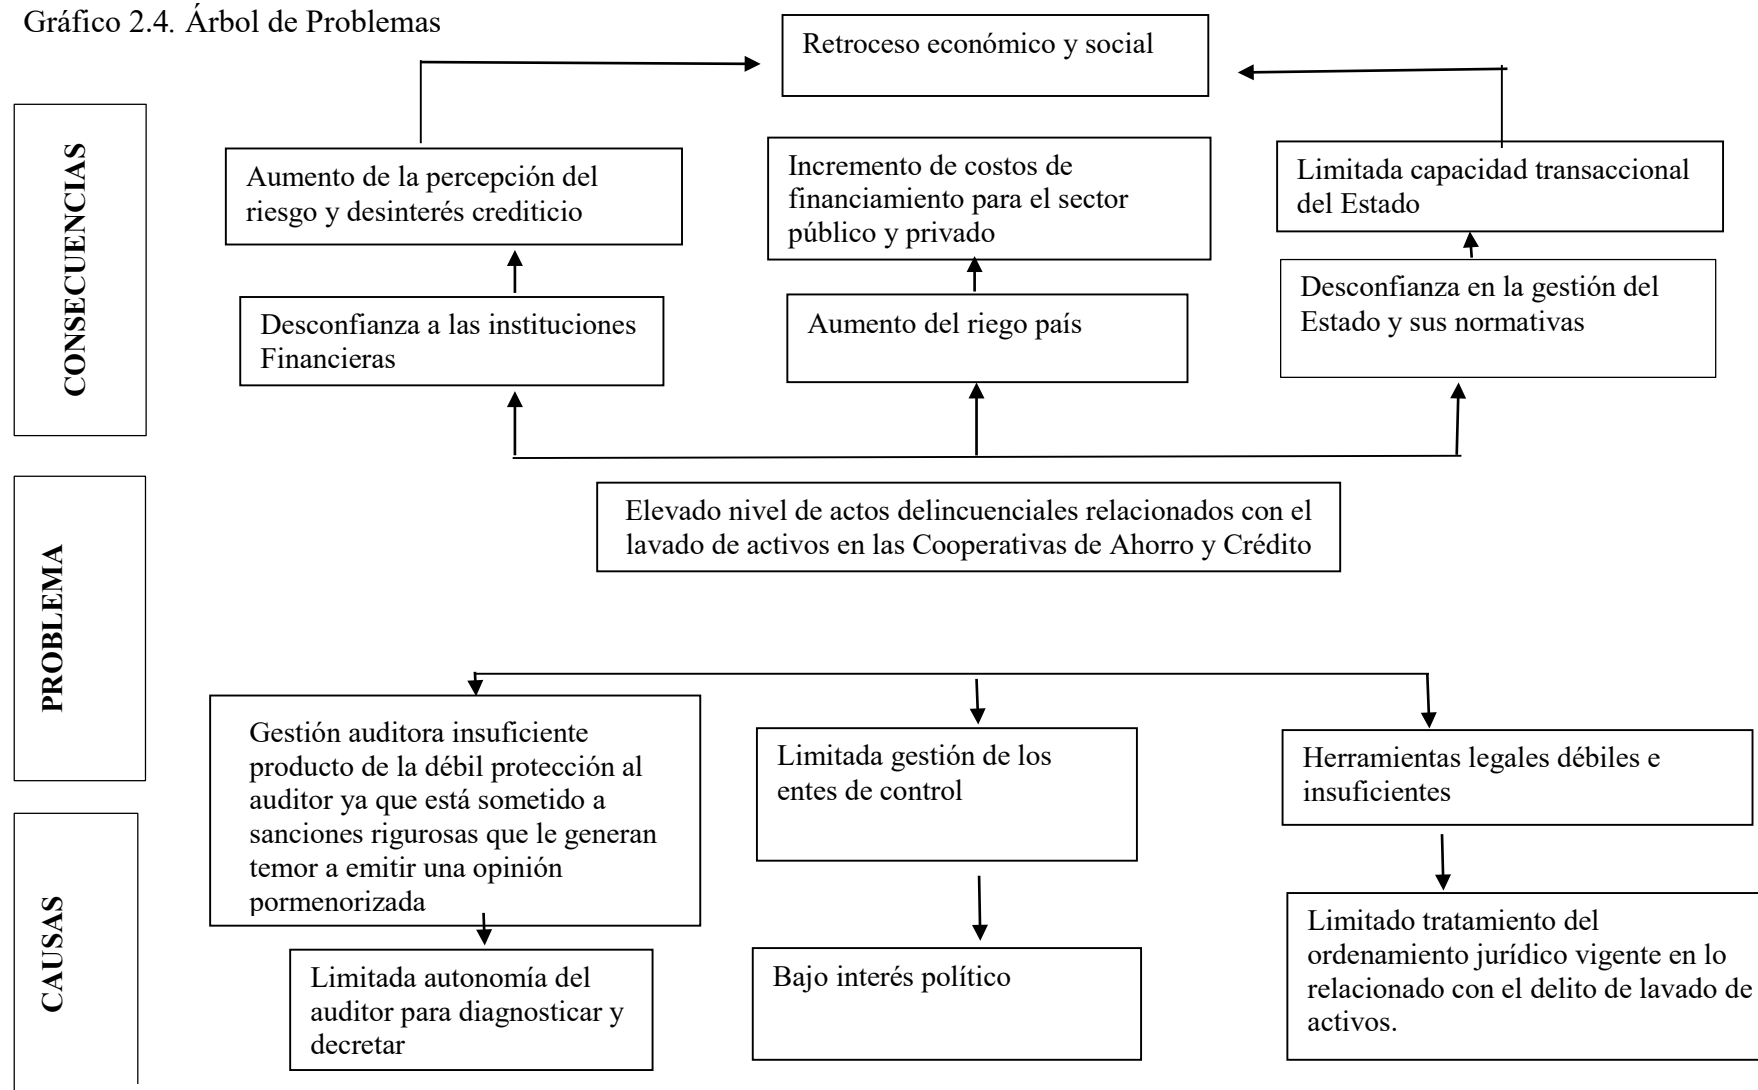 Gráfico 2.4. Árbol de Problemas
Retroceso económico y social
CONSECUENCIAS
Aumento de la percepción del
riesgo y desinterés crediticio
Incremento de costos de
financiamiento para el sector
público y privado
Limitada capacidad transaccional
del Estado
Desconfianza a las instituciones
Financieras
Aumento del riego país
Desconfianza en la gestión del
Estado y sus normativas
PROBLEMA
Elevado nivel de actos delincuenciales relacionados con el
lavado de activos en las Cooperativas de Ahorro y Crédito
CAUSAS
Gestión auditora insuficiente
producto de la débil protección al
auditor ya que está sometido a
sanciones rigurosas que le generan
temor a emitir una opinión
pormenorizada
Limitada gestión de los
entes de control
Herramientas legales débiles e
insuficientes
Limitada autonomía del
auditor para diagnosticar y
decretar
Bajo interés político
Limitado tratamiento del
ordenamiento jurídico vigente en lo
relacionado con el delito de lavado de
activos.